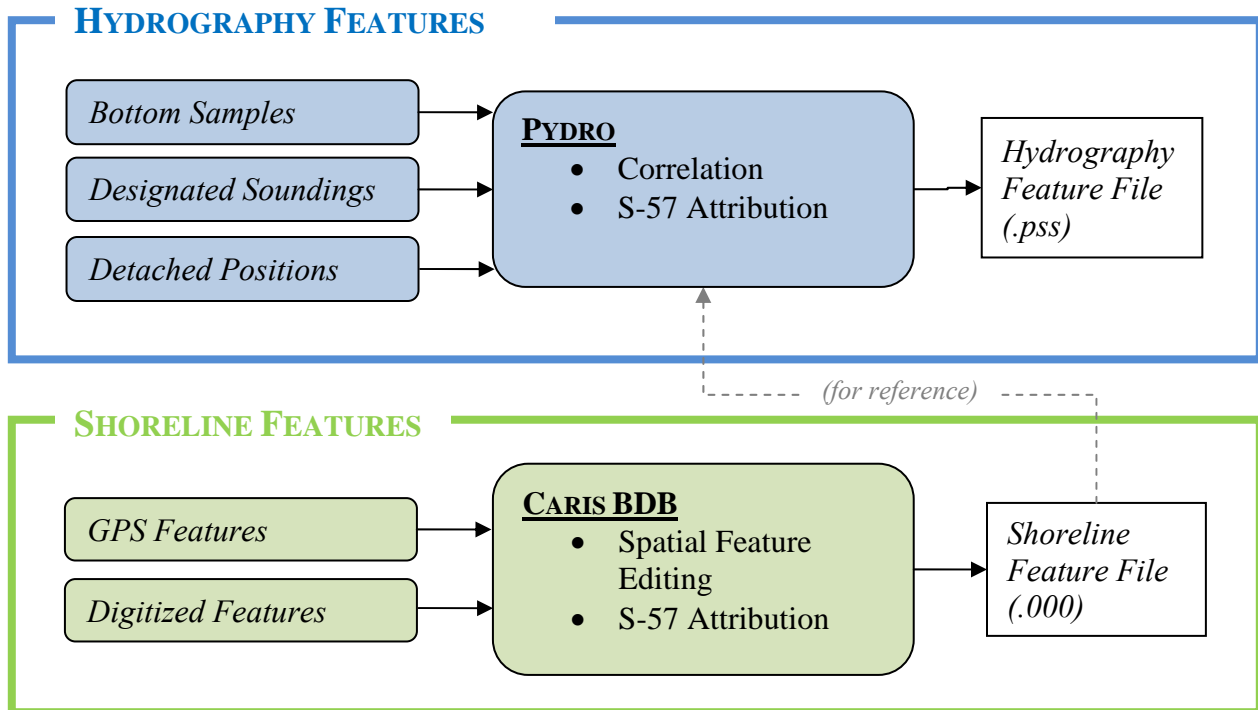 HYDROGRAPHY FEATURES
Bottom Samples
Designated Soundings
Detached Positions
PYDRO
• Correlation
• S-57 Attribution
Hydrography
Feature File
(.pss)
(for reference)
SHORELINE FEATURES
GPS Features
Digitized Features
CARIS BDB
• Spatial Feature
Editing
• S-57 Attribution
Shoreline
Feature File
(.000)